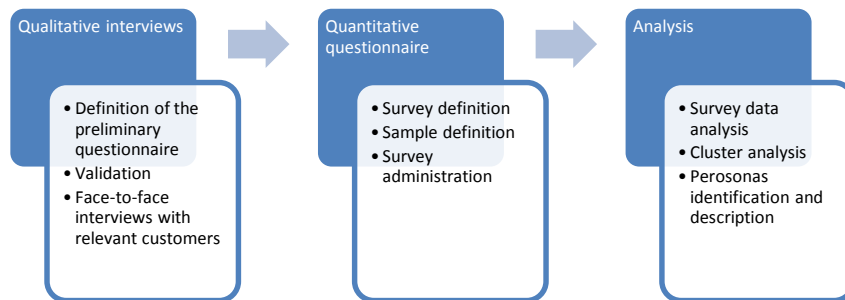 Qualitative interviews
• Definition of the
preliminary
questionnaire
• Validation
• Face-to-face
interviews with
relevant customers
Quantitative
questionnaire
• Survey definition
• Sample definition
• Survey
administration
Analysis
• Survey data
analysis
• Cluster analysis
• Perosonas
identification and
description